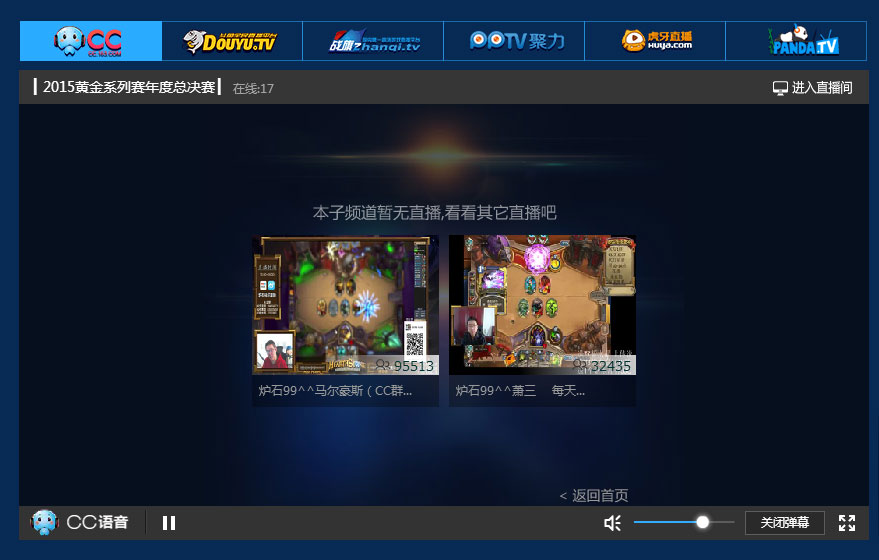 CC
CC.163.COM
DOUYU.TV
战旗 zhanqi.tv
PPTV聚力
虎牙直播
Huya.com
PANDATV
2015黄金系列赛年度总决赛 在线:17 进入直播间
本子频道暂无直播,看看其它直播吧
95513 32435
炉石99^^马尔豪斯（CC群... 炉石99^^萧三 每天...
< 返回首页
CC语音 关闭弹幕